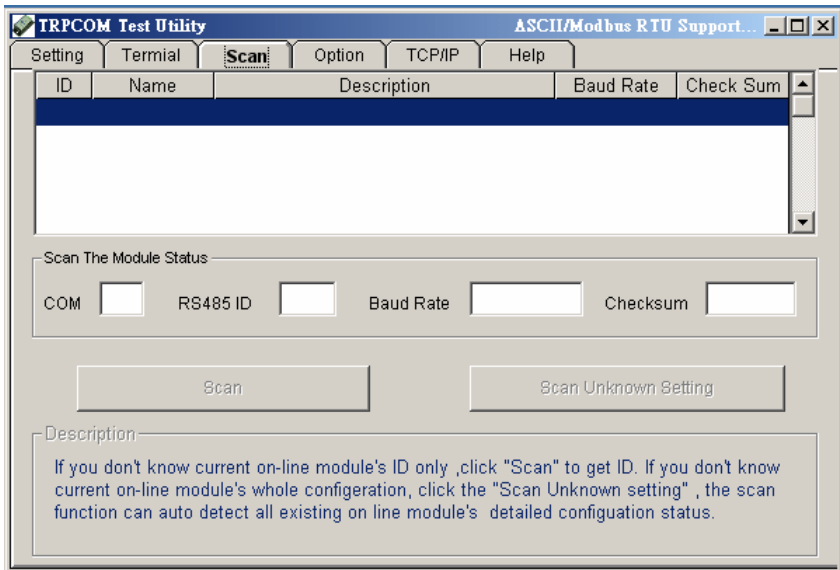 TRPCOM Test Utility ASCII/Modbus RTU Support...
Setting Termial Scan Option TCP/IP Help
ID Name Description Baud Rate Check Sum
Scan The Module Status
COM RS485 ID Baud Rate Checksum
Scan Scan Unknown Setting
Description
If you don't know current on-line module's ID only ,click "Scan" to get ID. If you don't know
current on-line module's whole configeration, click the "Scan Unknown setting" , the scan
function can auto detect all existing on line module's detailed configuation status.